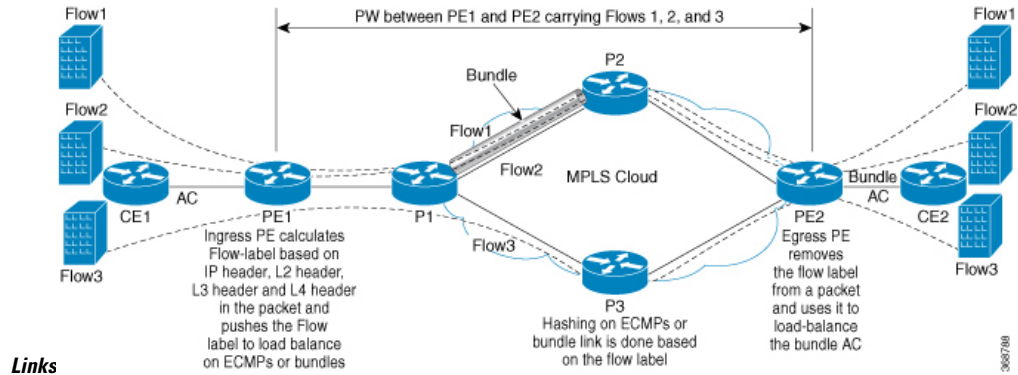 PW between PE1 and PE2 carrying Flows 1, 2, and 3
Flow1
Flow1
P2
Bundle
Flow2
Flow2
Flow1
Flow2
MPLS Cloud
Bundle
AC
AC
CE1
PE1
P1
PE2
CE2
Flow3
Flow3
Flow3
Ingress PE calculates
Flow-label based on
IP header, L2 header,
L3 header and L4 header
in the packet and
pushes the Flow
label to load balance
on ECMPs or bundles
P3
Hashing on ECMPs or
bundle link is done based
on the flow label
Egress PE
removes
the flow label
from a packet
and uses it to
load-balance
the bundle AC
368788
Links